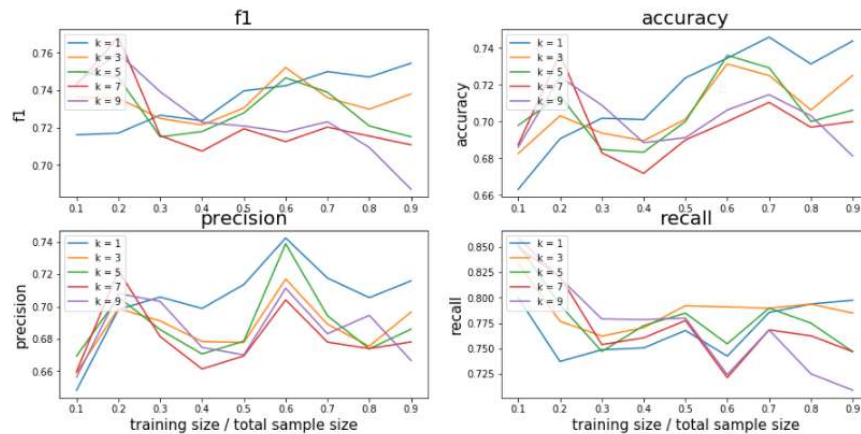 f1
accuracy
k = 1
k = 3
k = 5
k = 7
k = 9
0.76
0.74
0.72
0.70
f1
0.1 0.2 0.3 0.4 0.5 0.6 0.7 0.8 0.9
k = 1
k = 3
k = 5
k = 7
k = 9
0.74
0.72
0.70
0.68
0.66
accuracy
0.1 0.2 0.3 0.4 0.5 0.6 0.7 0.8 0.9
precision
recall
k = 1
k = 3
k = 5
k = 7
k = 9
0.74
0.72
0.70
0.68
0.66
precision
0.1 0.2 0.3 0.4 0.5 0.6 0.7 0.8 0.9
training size / total sample size
k = 1
k = 3
k = 5
k = 7
k = 9
0.850
0.825
0.800
0.775
0.750
0.725
recall
0.1 0.2 0.3 0.4 0.5 0.6 0.7 0.8 0.9
training size / total sample size